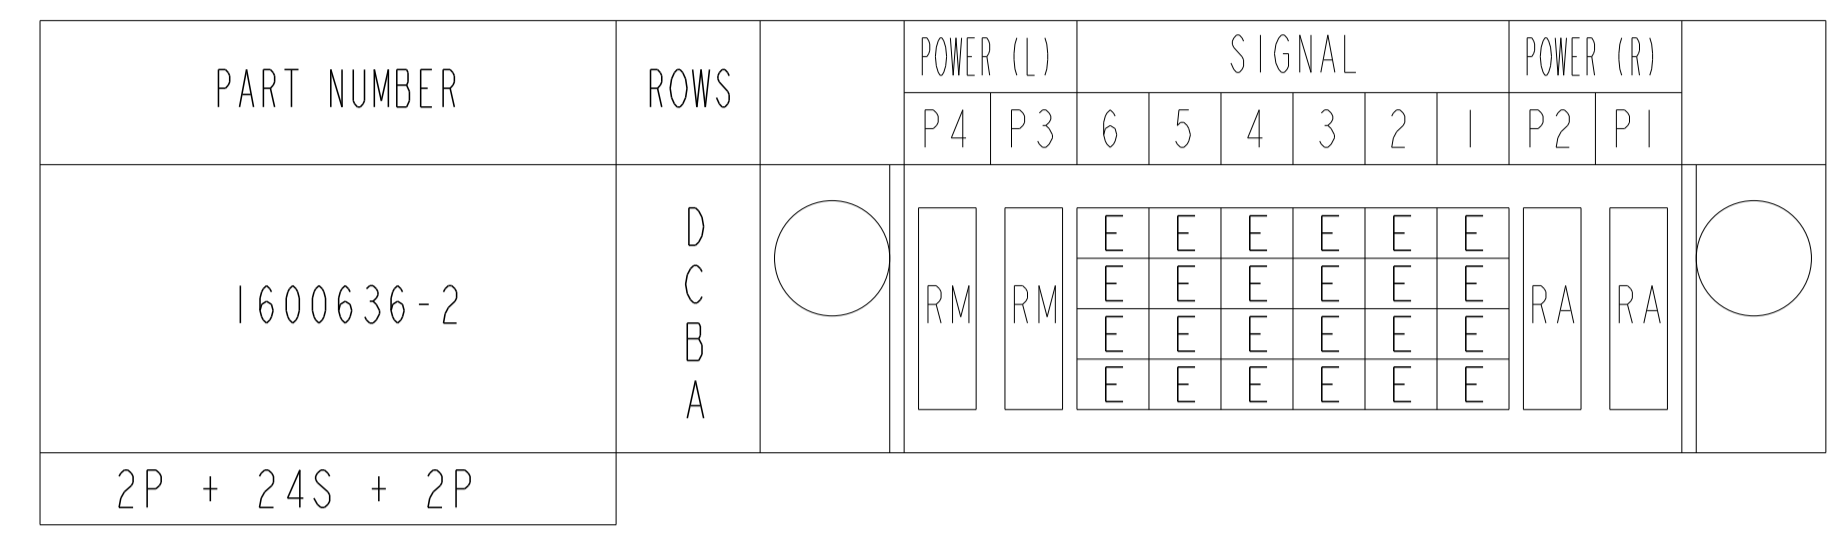 PART NUMBER ROWS POWER (L) SIGNAL POWER (R)
P4 P3 6 5 4 3 2 1 P2 P1
1600636-2 RM RM RA RA
D E E E E E E
C E E E E E E
B E E E E E E
A E E E E E E
2P + 24S + 2P